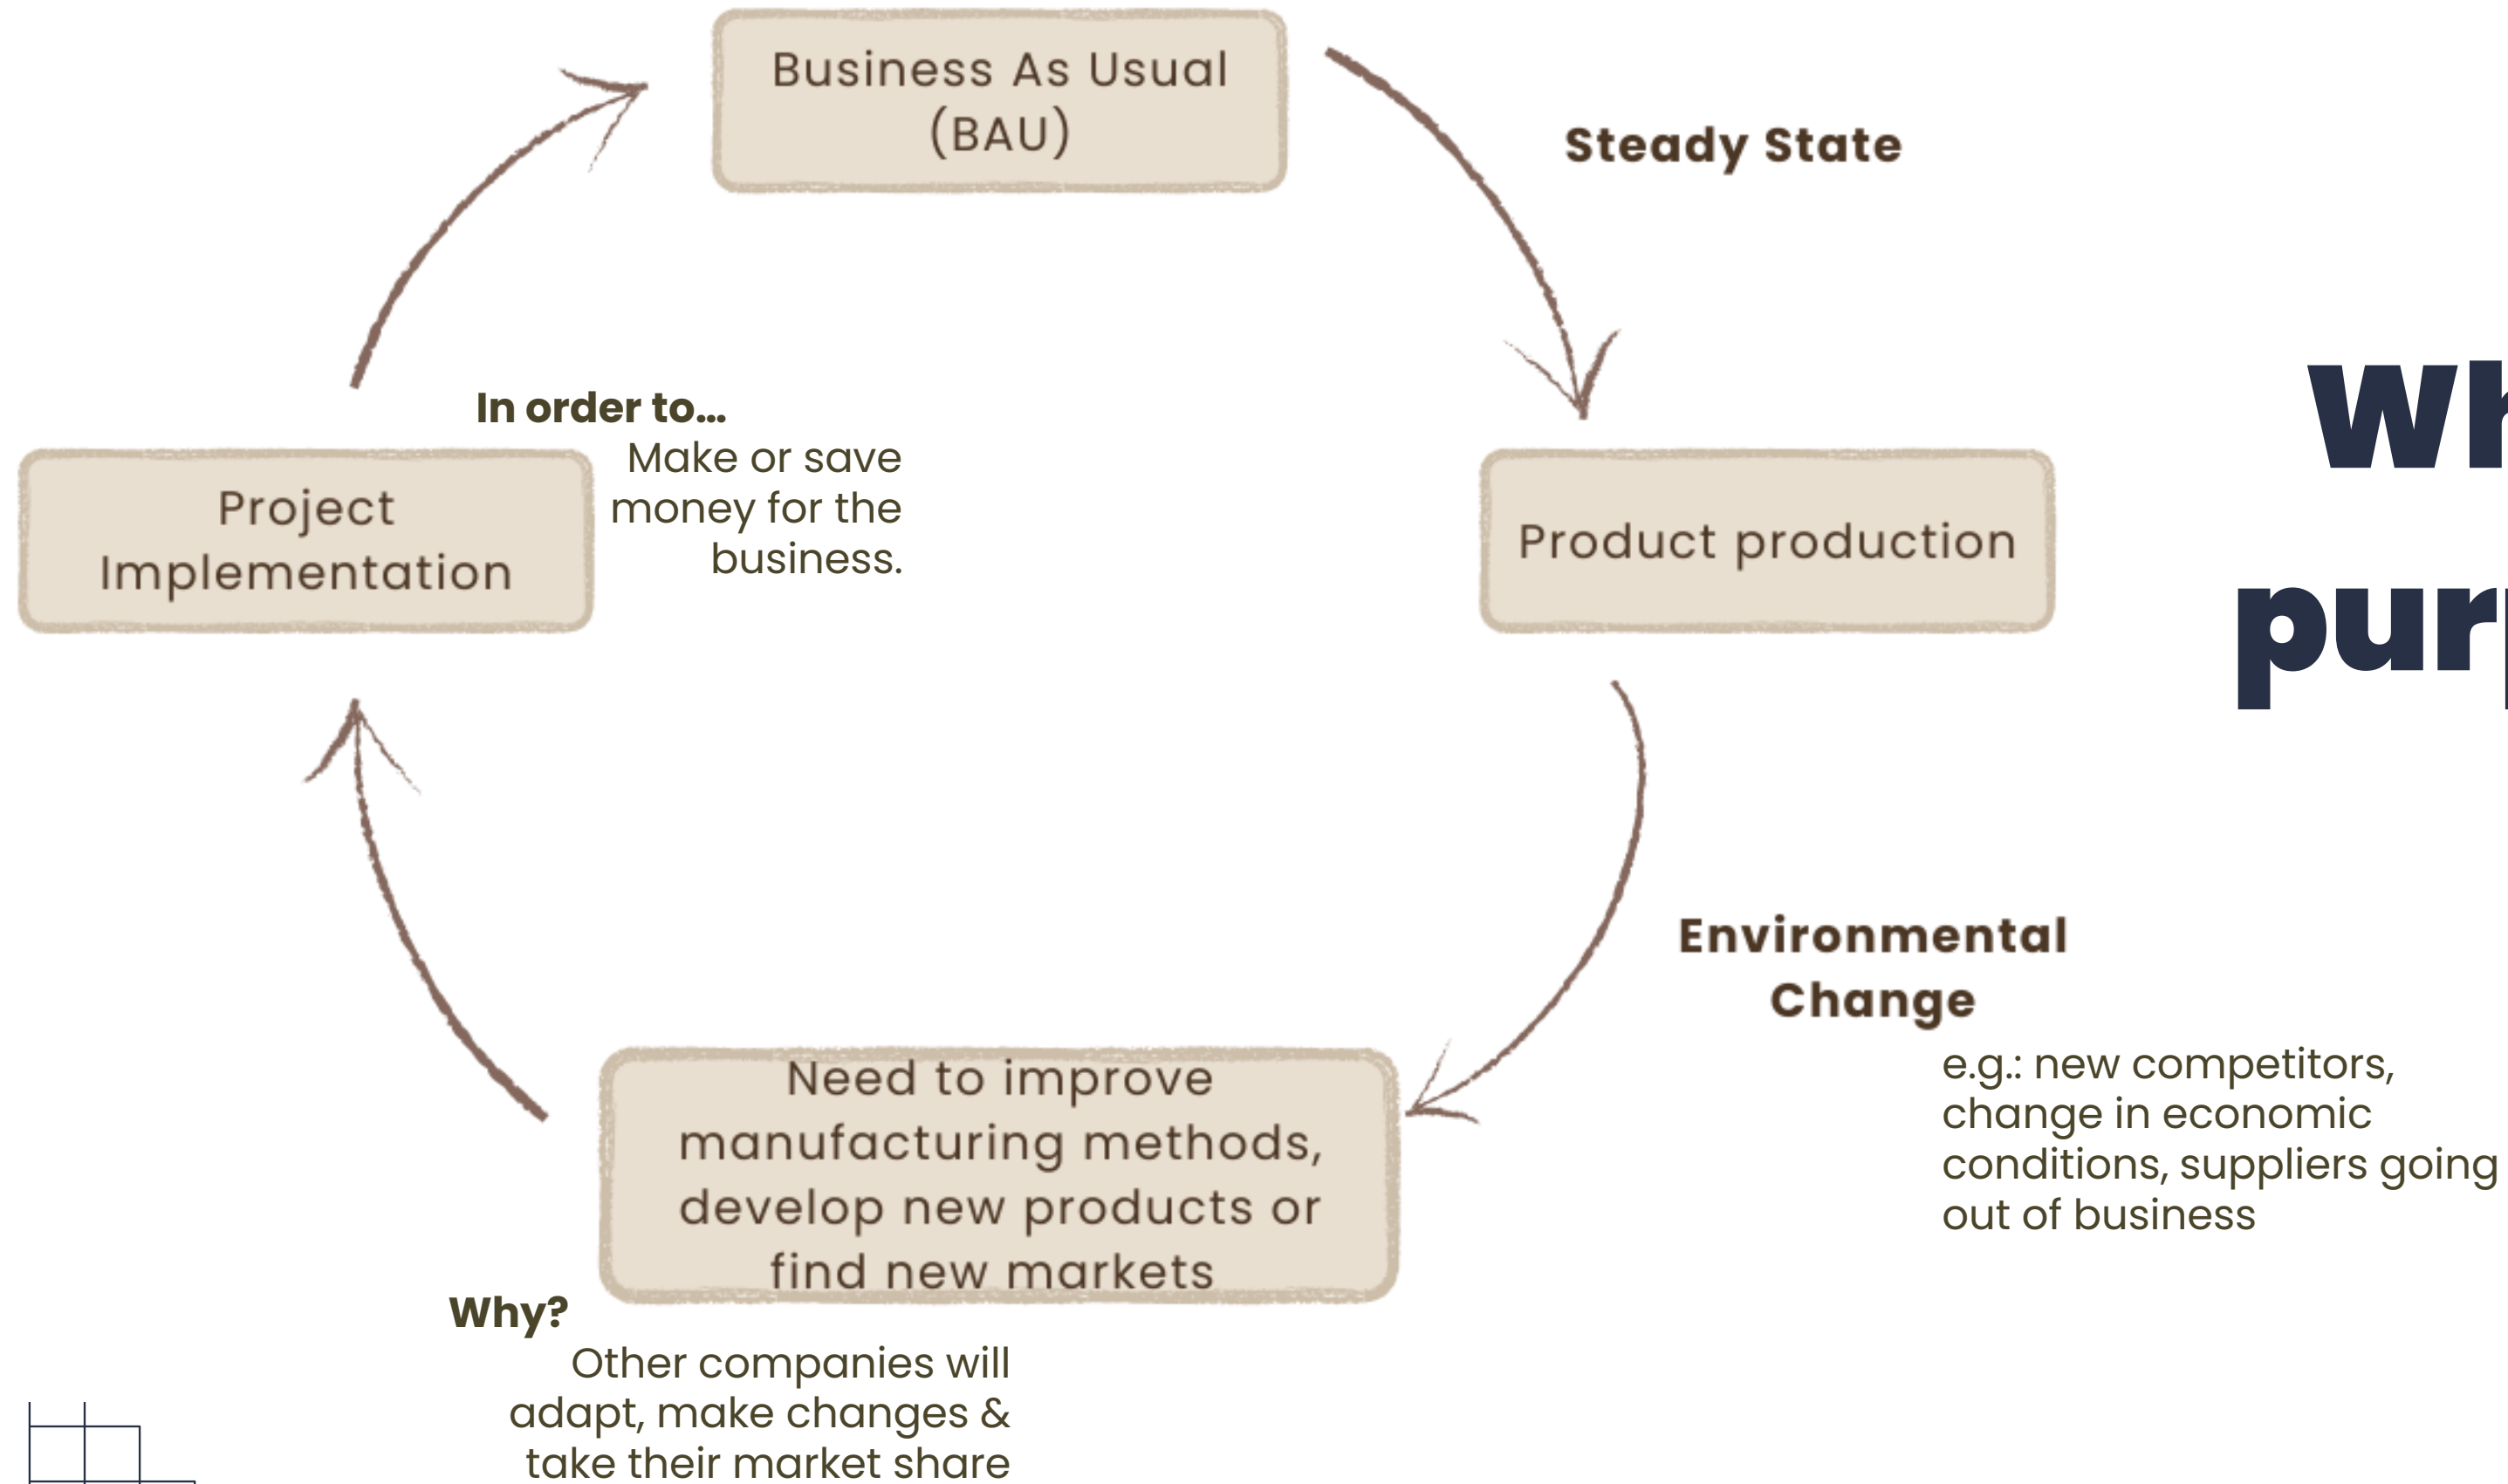 Business As Usual
(BAU)
Steady State
In order to...
Make or save
money for the
business.
Project
Implementation
Product production
Environmental
Change
e.g.: new competitors,
change in economic
conditions, suppliers going
out of business
Need to improve
manufacturing methods,
develop new products or
find new markets
Why?
Other companies will
adapt, make changes &
take their market share